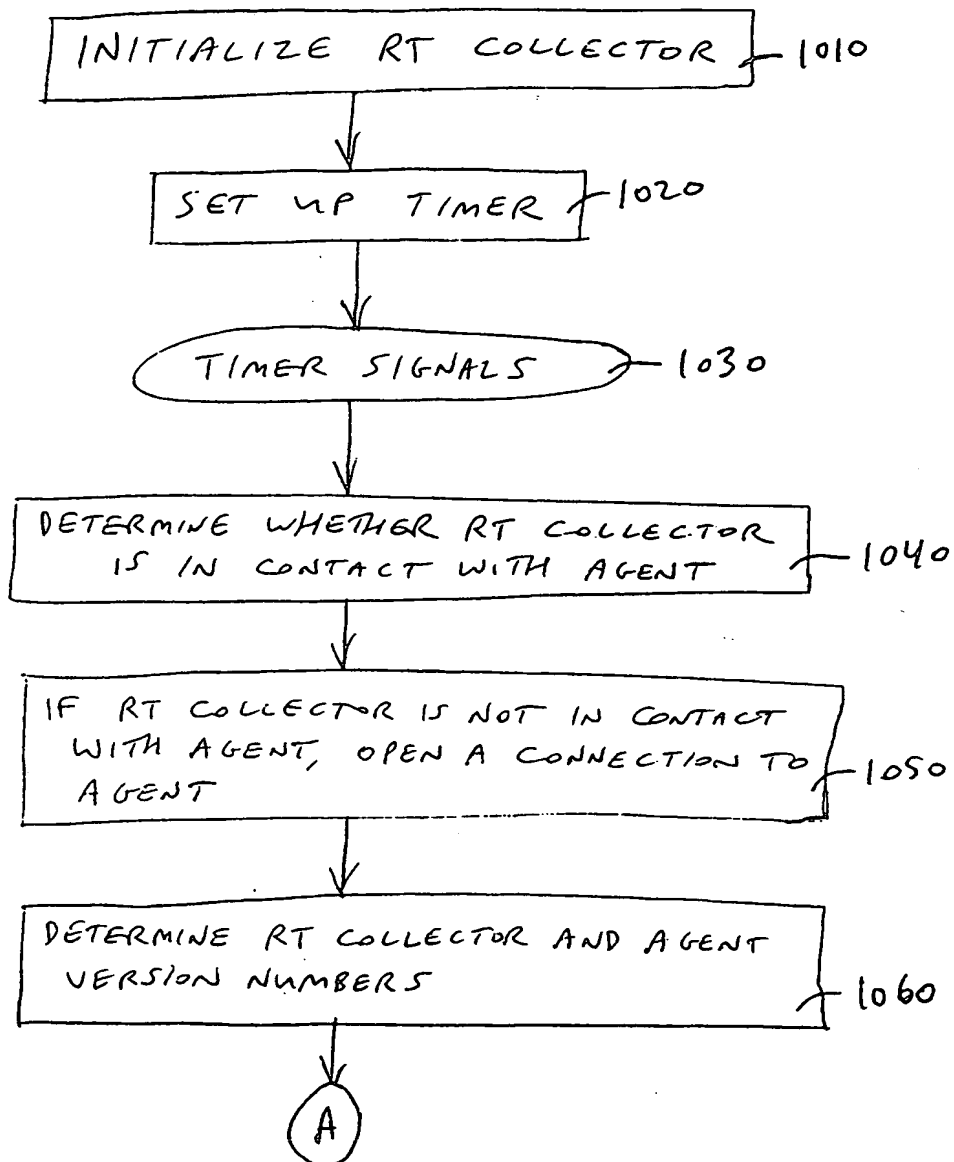 INITIALIZE RT COLLECTOR 1010
SET UP TIMER 1020
TIMER SIGNALS 1030
DETERMINE WHETHER RT COLLECTOR
IS IN CONTACT WITH AGENT 1040
IF RT COLLECTOR IS NOT IN CONTACT
WITH AGENT, OPEN A CONNECTION TO
AGENT 1050
DETERMINE RT COLLECTOR AND AGENT
VERSION NUMBERS 1060
A